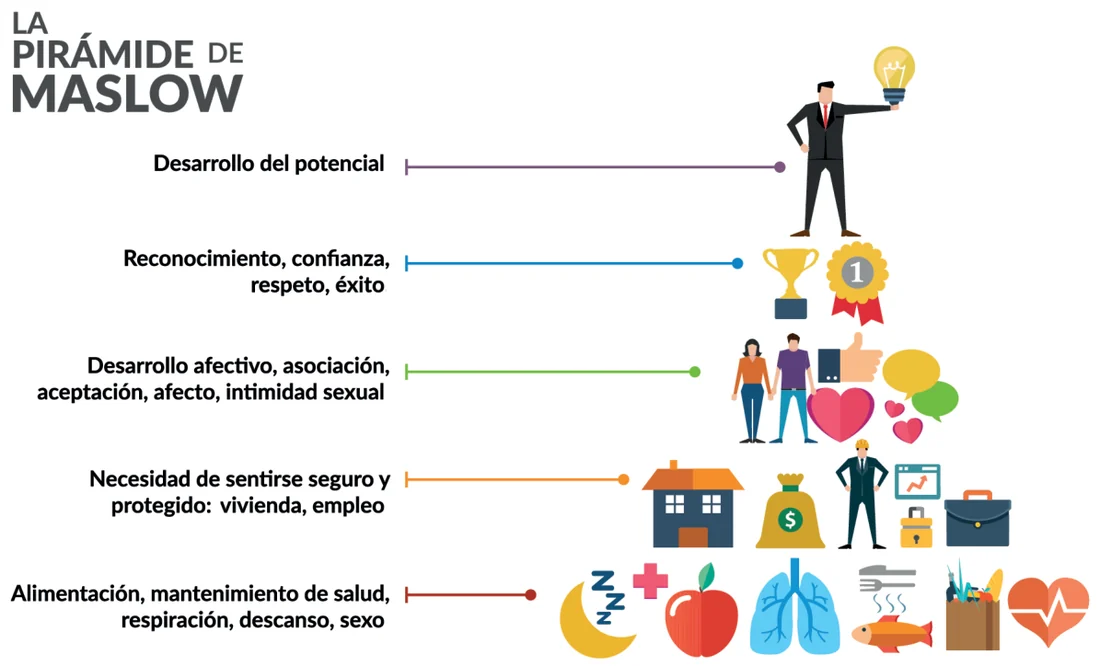 LA
PIRÁMIDE DE
MASLOW
Desarrollo del potencial
Reconocimiento, confianza,
respeto, éxito
1
Desarrollo afectivo, asociación,
aceptación, afecto, intimidad sexual
Necesidad de sentirse seguro y
protegido: vivienda, empleo
$
Alimentación, mantenimiento de salud,
respiración, descanso, sexo
Z
Z
Z